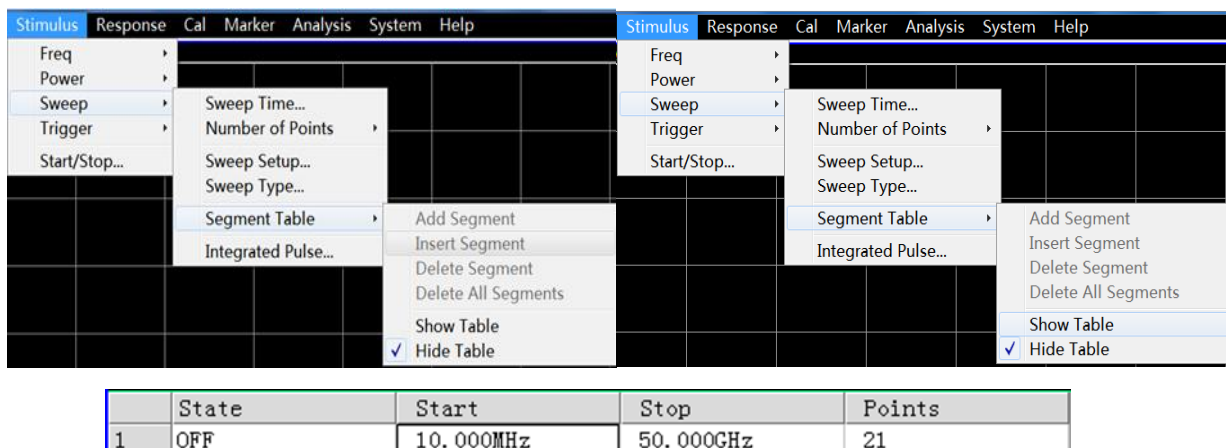 Stimulus Response Cal Marker Analysis System Help
Freq
Power
Sweep
Trigger
Start/Stop...
Sweep Time...
Number of Points
Sweep Setup...
Sweep Type...
Segment Table
Integrated Pulse...
Add Segment
Insert Segment
Delete Segment
Delete All Segments
Show Table
✓ Hide Table
Stimulus Response Cal Marker Analysis System Help
Freq
Power
Sweep
Trigger
Start/Stop...
Sweep Time...
Number of Points
Sweep Setup...
Sweep Type...
Segment Table
Integrated Pulse...
Add Segment
Insert Segment
Delete Segment
Delete All Segments
Show Table
✓ Hide Table
State Start Stop Points
1 OFF 10.000MHz 50.000GHz 21